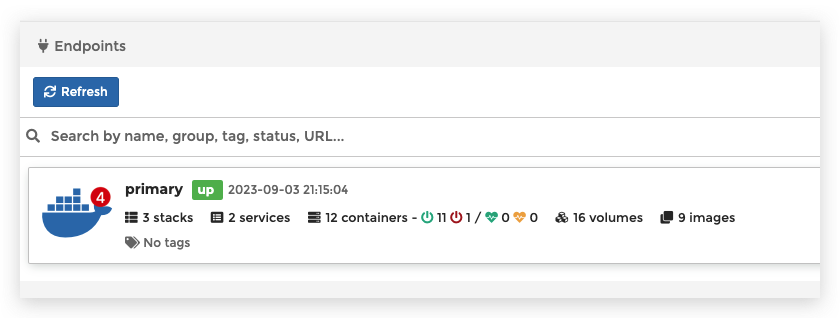 Endpoints
Refresh
Search by name, group, tag, status, URL...
4
primary up 2023-09-03 21:15:04
3 stacks 2 services 12 containers - 11 1 / 0 0 16 volumes 9 images
No tags